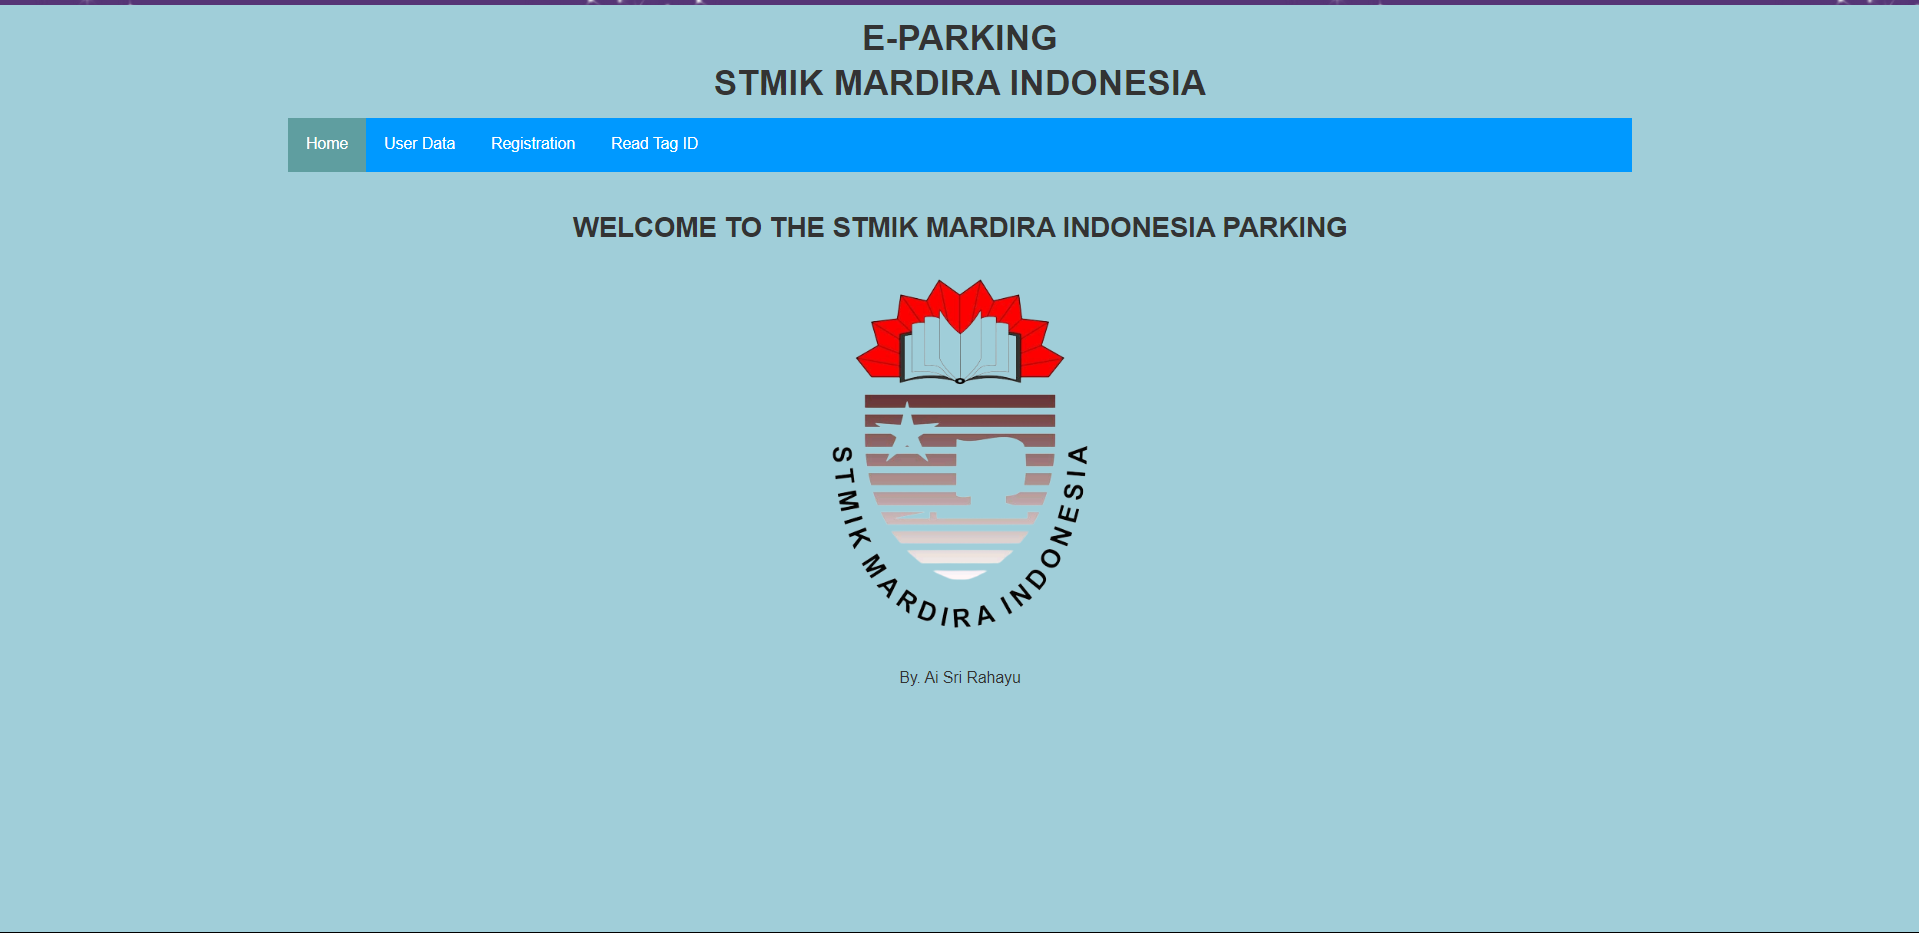 E-PARKING
STMIK MARDIRA INDONESIA
Home User Data Registration Read Tag ID
WELCOME TO THE STMIK MARDIRA INDONESIA PARKING
STMIK MARDIRA INDONESIA
By. Ai Sri Rahayu